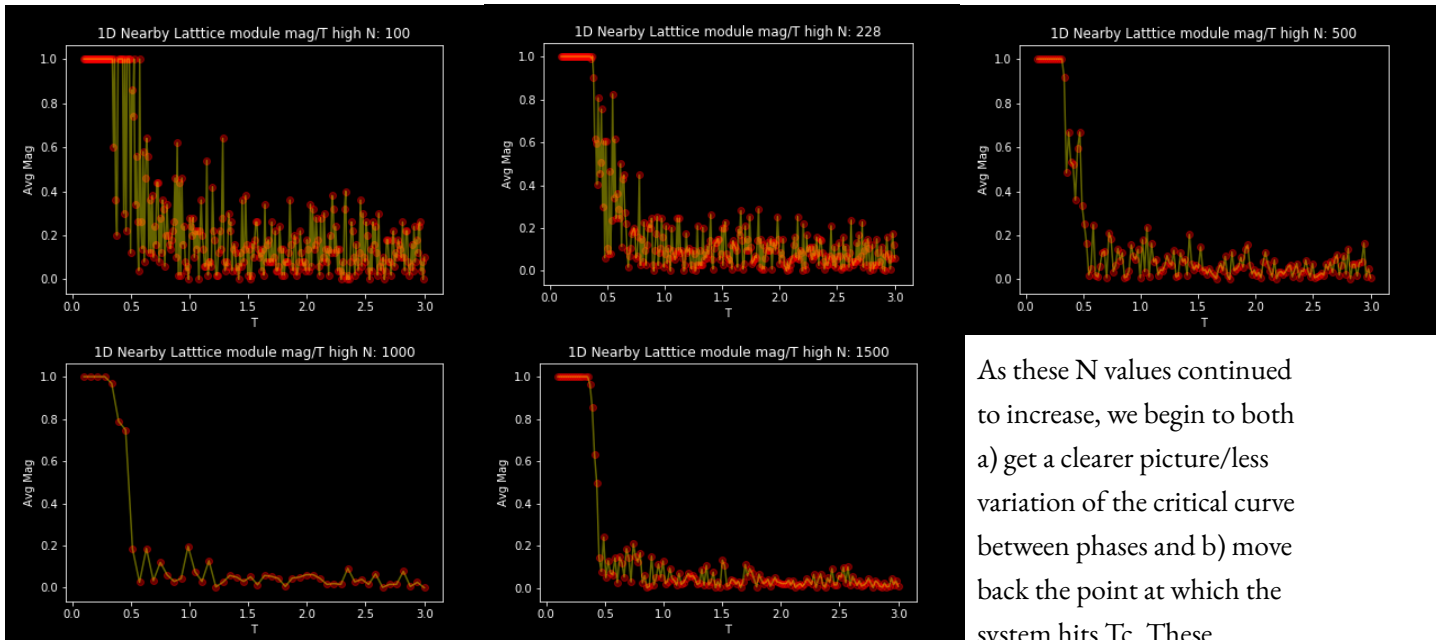 1D Nearby Latttice module mag/T high N: 100
1.0
0.8
0.6
0.4
0.2
0.0
Avg Mag
0.0 0.5 1.0 1.5 2.0 2.5 3.0
T
1D Nearby Latttice module mag/T high N: 228
1.0
0.8
0.6
0.4
0.2
0.0
Avg Mag
0.0 0.5 1.0 1.5 2.0 2.5 3.0
T
1D Nearby Latttice module mag/T high N: 500
1.0
0.8
0.6
0.4
0.2
0.0
Avg Mag
0.0 0.5 1.0 1.5 2.0 2.5 3.0
T
1D Nearby Latttice module mag/T high N: 1000
1.0
0.8
0.6
0.4
0.2
0.0
Avg Mag
0.0 0.5 1.0 1.5 2.0 2.5 3.0
T
1D Nearby Latttice module mag/T high N: 1500
1.0
0.8
0.6
0.4
0.2
0.0
Avg Mag
0.0 0.5 1.0 1.5 2.0 2.5 3.0
T
As these N values continued
to increase, we begin to both
a) get a clearer picture/less
variation of the critical curve
between phases and b) move
back the point at which the
system hits Tc. These